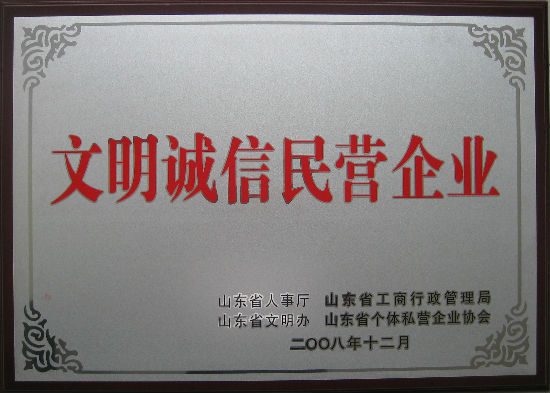 文明诚信民营企业
山东省人事厅 山东省工商行政管理局
山东省文明办 山东省个体私营企业协会
二〇〇八年十二月